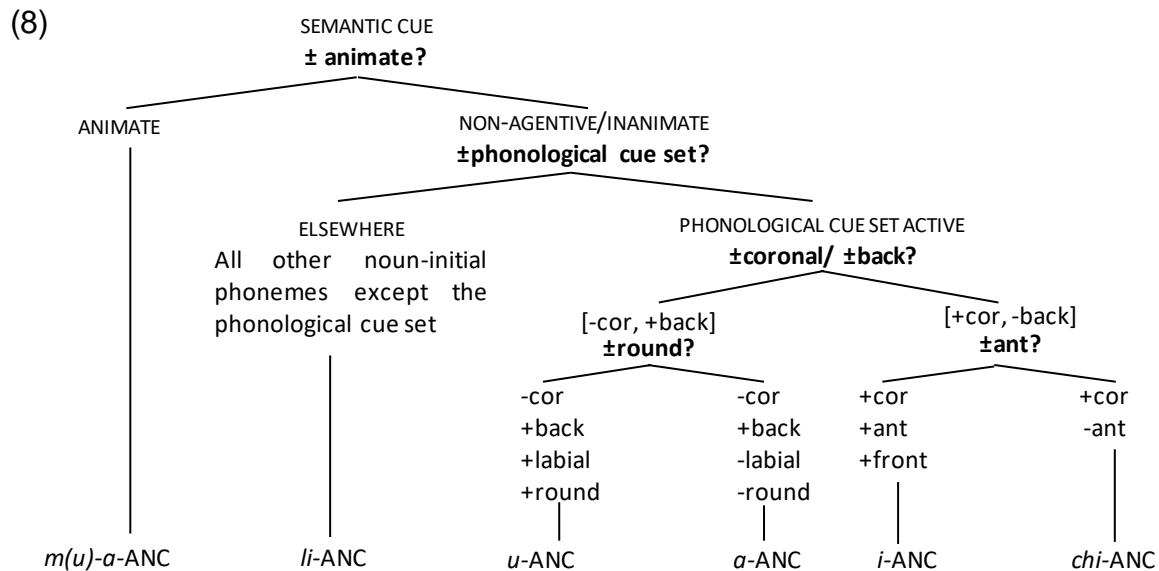 (8)
SEMANTIC CUE
± animate?
ANIMATE
NON-AGENTIVE/INANIMATE
±phonological cue set?
ELSEWHERE
All other noun-initial
phonemes except the
phonological cue set
PHONOLOGICAL CUE SET ACTIVE
±coronal/ ±back?
[-cor, +back]
±round?
[+cor, -back]
±ant?
-cor
+back
+labial
+round
-cor
+back
-labial
-round
+cor
+ant
+front
+cor
-ant
m(u)-a-ANC
li-ANC
u-ANC
a-ANC
i-ANC
chi-ANC